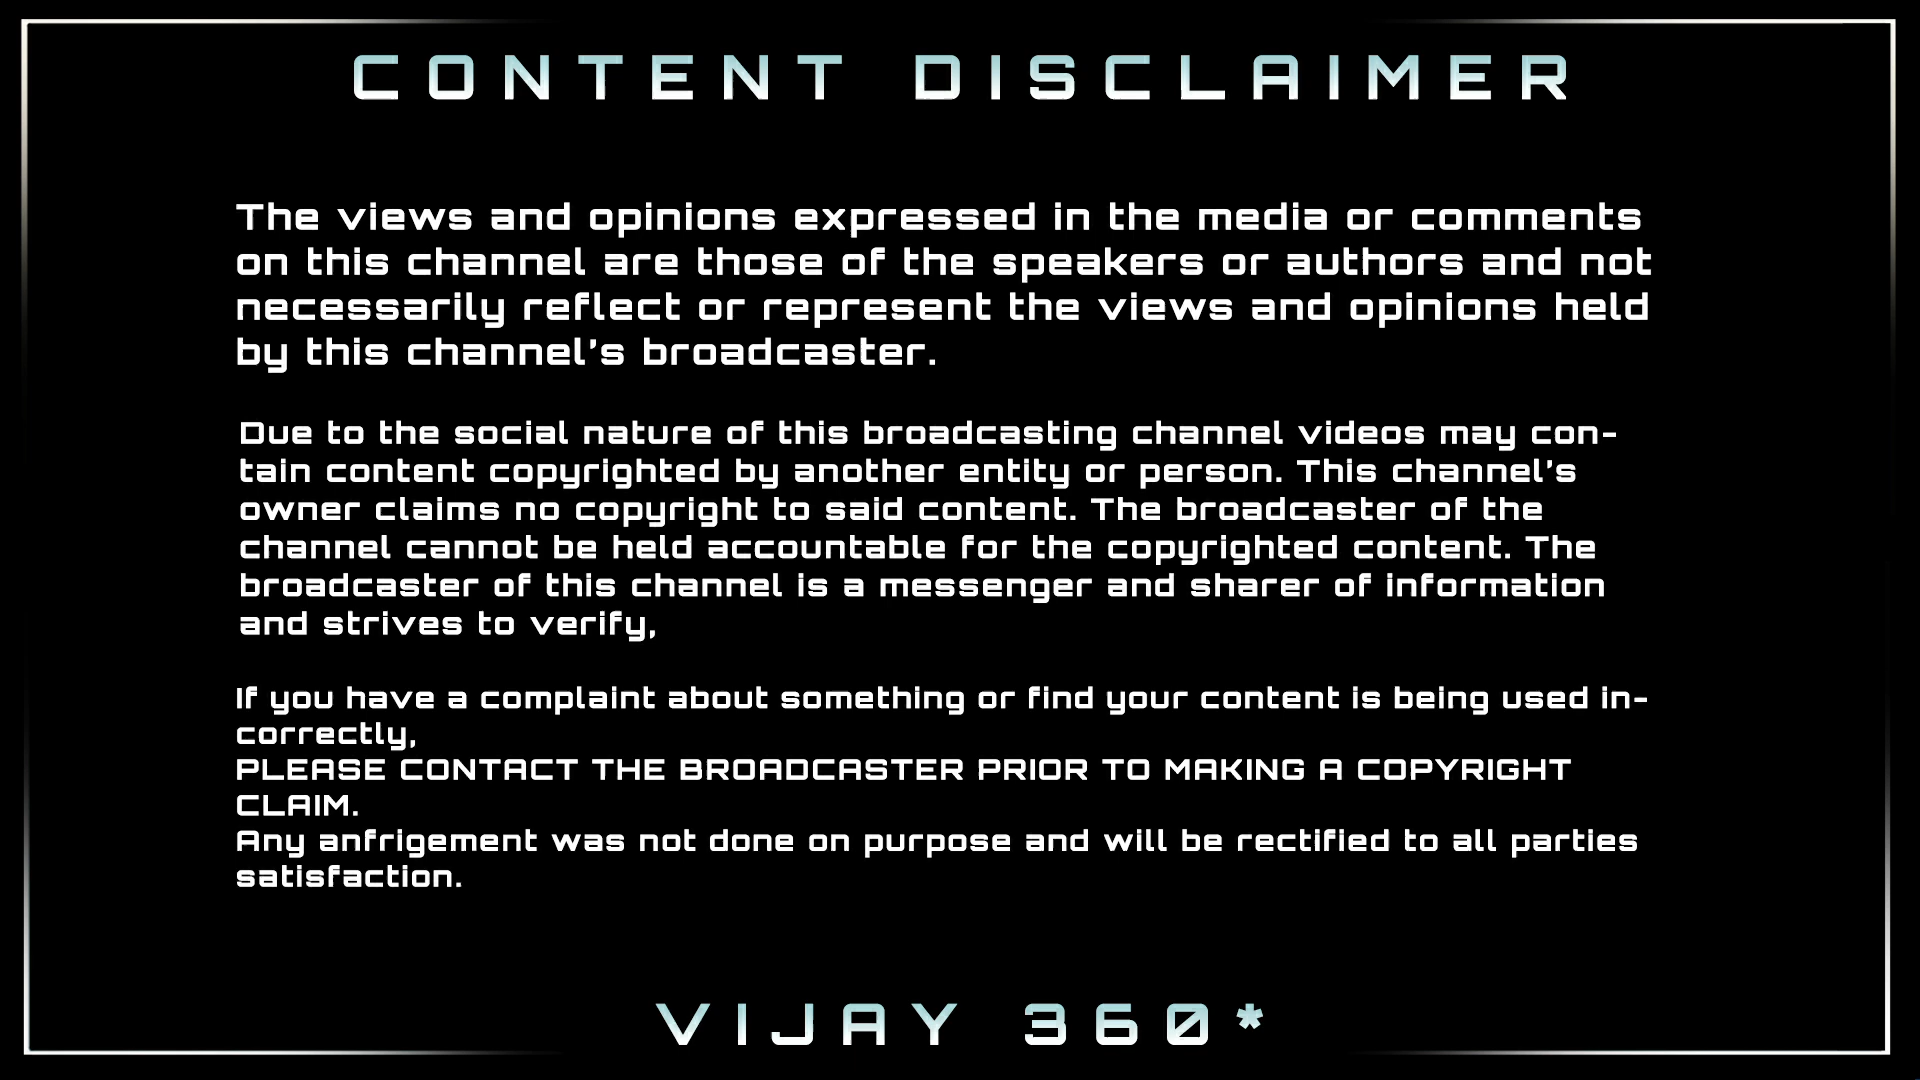 CONTENT DISCLAIMER
The views and opinions expressed in the media or comments
on this channel are those of the speakers or authors and not
necessarily reflect or represent the views and opinions held
by this channel's broadcaster.
Due to the social nature of this broadcasting channel videos may con-
tain content copyrighted by another entity or person. This channel's
owner claims no copyright to said content. The broadcaster of the
channel cannot be held accountable for the copyrighted content. The
broadcaster of this channel is a messenger and sharer of information
and strives to verify,
If you have a complaint about something or find your content is being used in-
correctly,
PLEASE CONTACT THE BROADCASTER PRIOR TO MAKING A COPYRIGHT
CLAIM.
Any anfrigement was not done on purpose and will be rectified to all parties
satisfaction.
VIJAY 360*